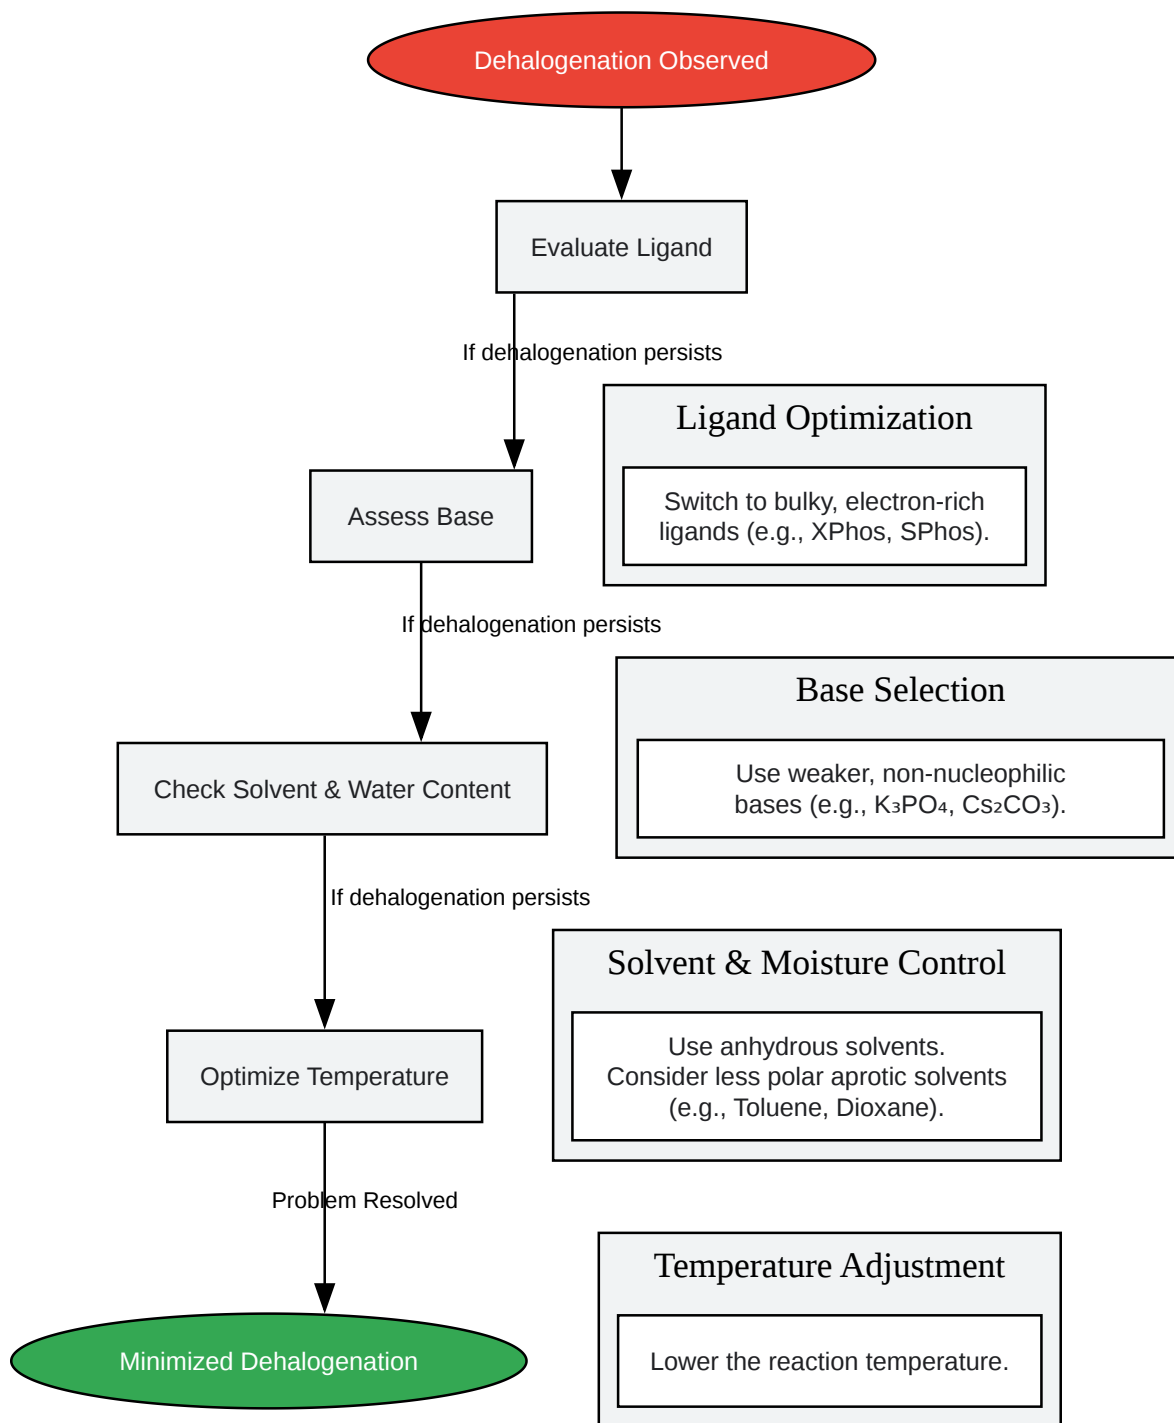 Dehalogenation Observed
Evaluate Ligand
If dehalogenation persists
Ligand Optimization
Switch to bulky, electron-rich
ligands (e.g., XPhos, SPhos).
Assess Base
If dehalogenation persists
Base Selection
Use weaker, non-nucleophilic
bases (e.g., K₃PO₄, Cs₂CO₃).
Check Solvent & Water Content
If dehalogenation persists
Solvent & Moisture Control
Use anhydrous solvents.
Consider less polar aprotic solvents
(e.g., Toluene, Dioxane).
Optimize Temperature
Problem Resolved
Temperature Adjustment
Lower the reaction temperature.
Minimized Dehalogenation